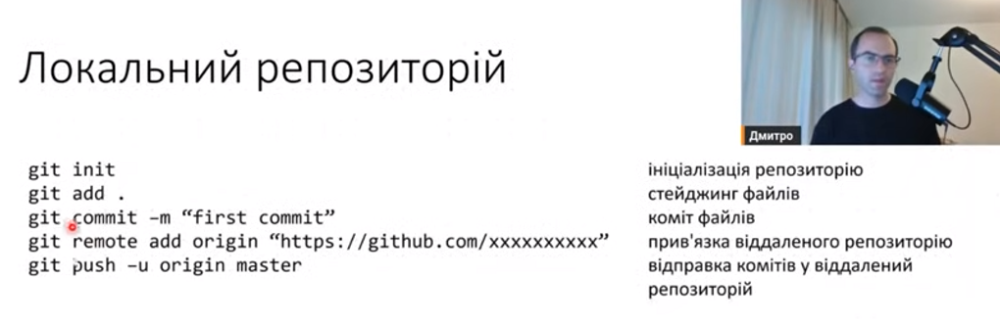 Локальний репозиторій
Дмитро
git init
git add .
git commit –m “first commit”
git remote add origin “https://github.com/xxxxxxxxxx”
git push –u origin master
ініціалізація репозиторію
стейджинг файлів
коміт файлів
прив'язка віддаленого репозиторію
відправка комітів у віддалений
репозиторій